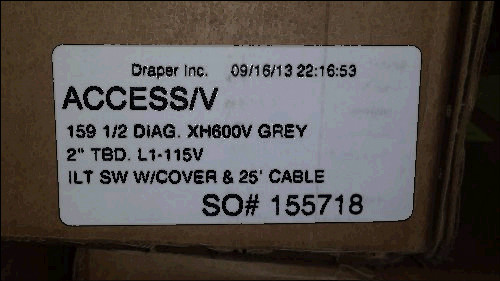 Draper Inc. 09/16/13 22:16:53
ACCESS/V
159 1/2 DIAG. XH600V GREY
2" TBD. L1-115V
ILT SW W/COVER & 25' CABLE
SO# 155718